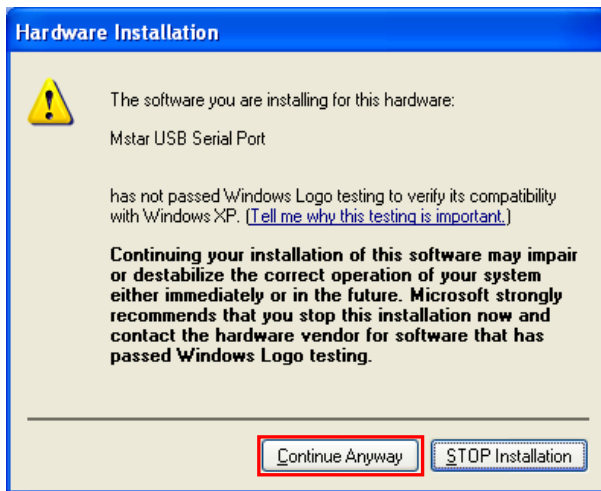 Hardware Installation
The software you are installing for this hardware:
Mstar USB Serial Port
has not passed Windows Logo testing to verify its compatibility
with Windows XP. (Tell me why this testing is important.)
Continuing your installation of this software may impair
or destabilize the correct operation of your system
either immediately or in the future. Microsoft strongly
recommends that you stop this installation now and
contact the hardware vendor for software that has
passed Windows Logo testing.
Continue Anyway
STOP Installation